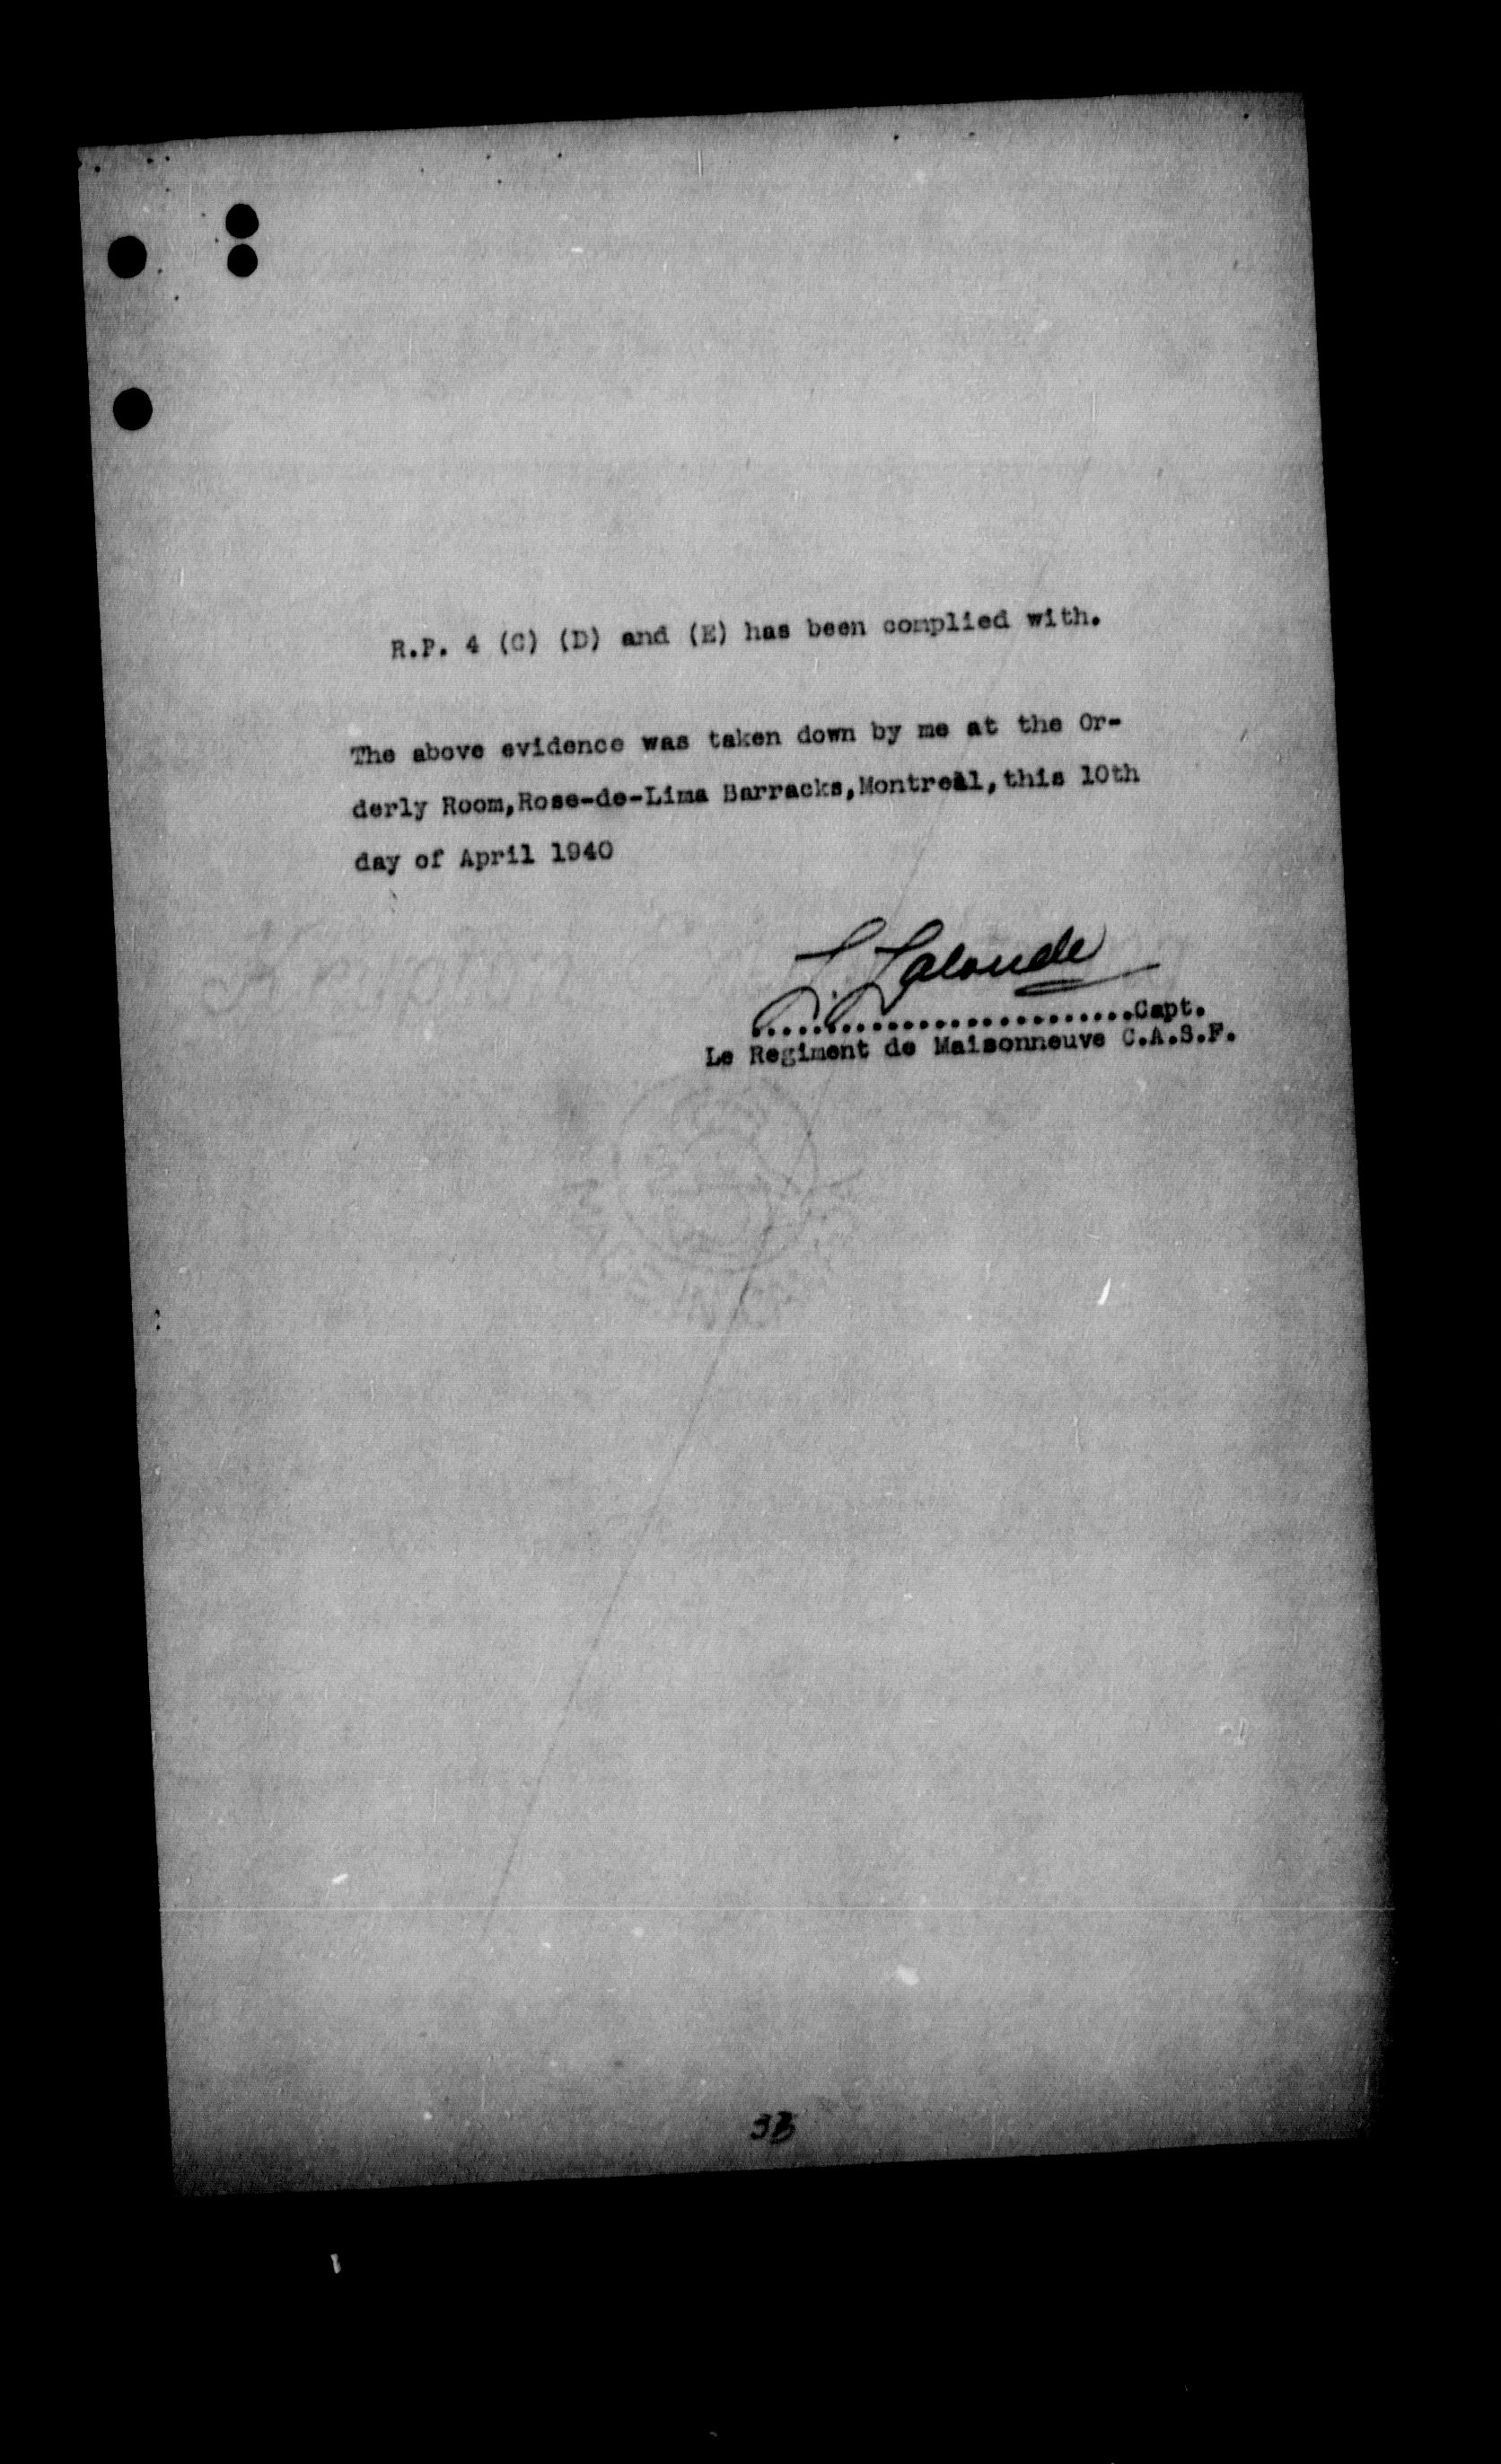 R.P. 4 (C) (D) and (E) has been complied with.
The above evidence was taken down by me at the Or-
derly Room,Rose-de-Lima Barracks,Montreal,this 10th
day of April 1940
Lalonde
..........................Capt.
Le Regiment de Maisonneuve C.A.S.F.